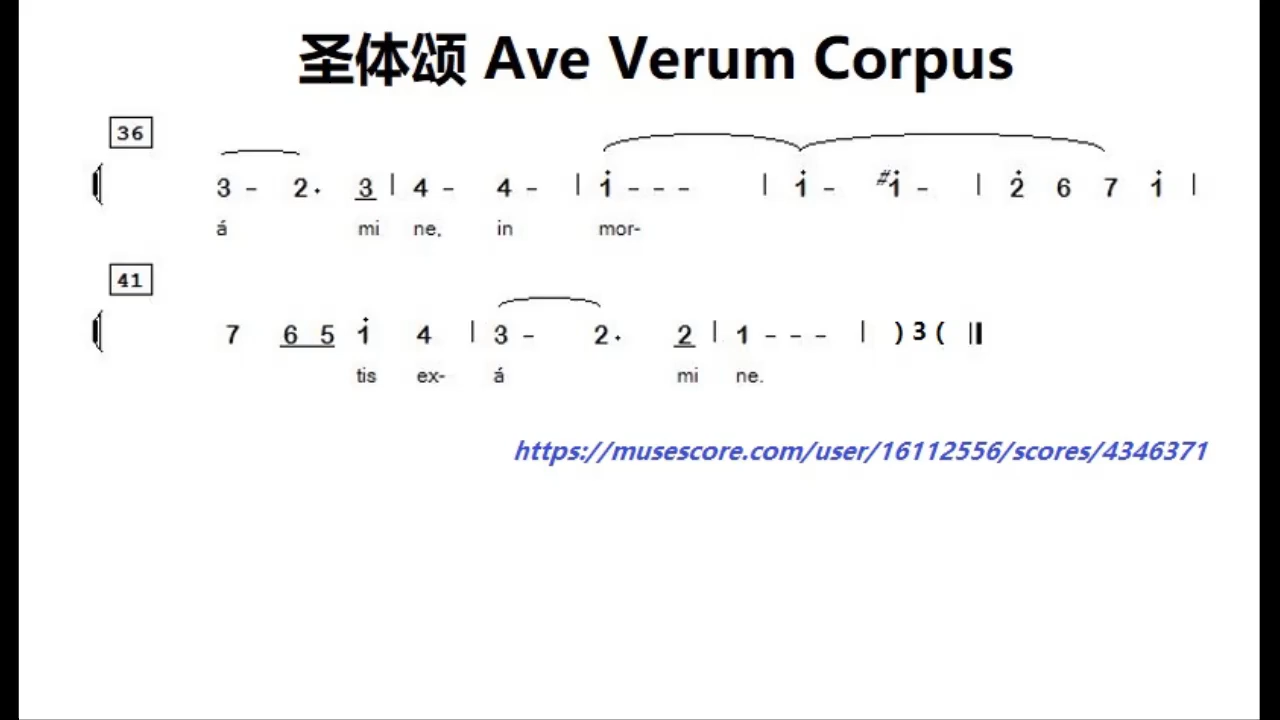 圣体颂 Ave Verum Corpus
36
3 - 2. 3 | 4 - 4 - | i - - - | i - #i - | 2̇ 6 7 i |
á mi ne, in mor-
41
7 6 5 i 4 | 3 - 2. 2 | 1 - - - | ) 3 ( ||
tis ex- á mi ne.
https://musescore.com/user/16112556/scores/4346371